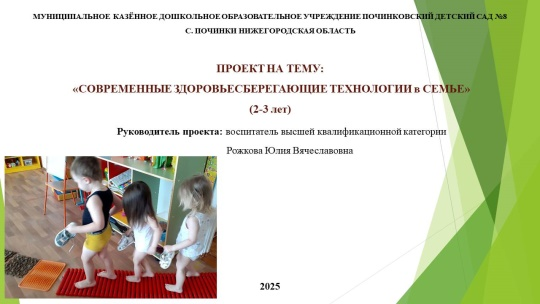 МУНИЦИПАЛЬНОЕ КАЗЁННОЕ ДОШКОЛЬНОЕ ОБРАЗОВАТЕЛЬНОЕ УЧРЕЖДЕНИЕ ПОЧИНКОВСКИЙ ДЕТСКИЙ САД №8
С. ПОЧИНКИ НИЖЕГОРОДСКАЯ ОБЛАСТЬ
ПРОЕКТ НА ТЕМУ:
«СОВРЕМЕННЫЕ ЗДОРОВЬЕСБЕРЕГАЮЩИЕ ТЕХНОЛОГИИ в СЕМЬЕ»
(2-3 лет)
Руководитель проекта: воспитатель высшей квалификационной категории
Рожкова Юлия Вячеславовна
2025